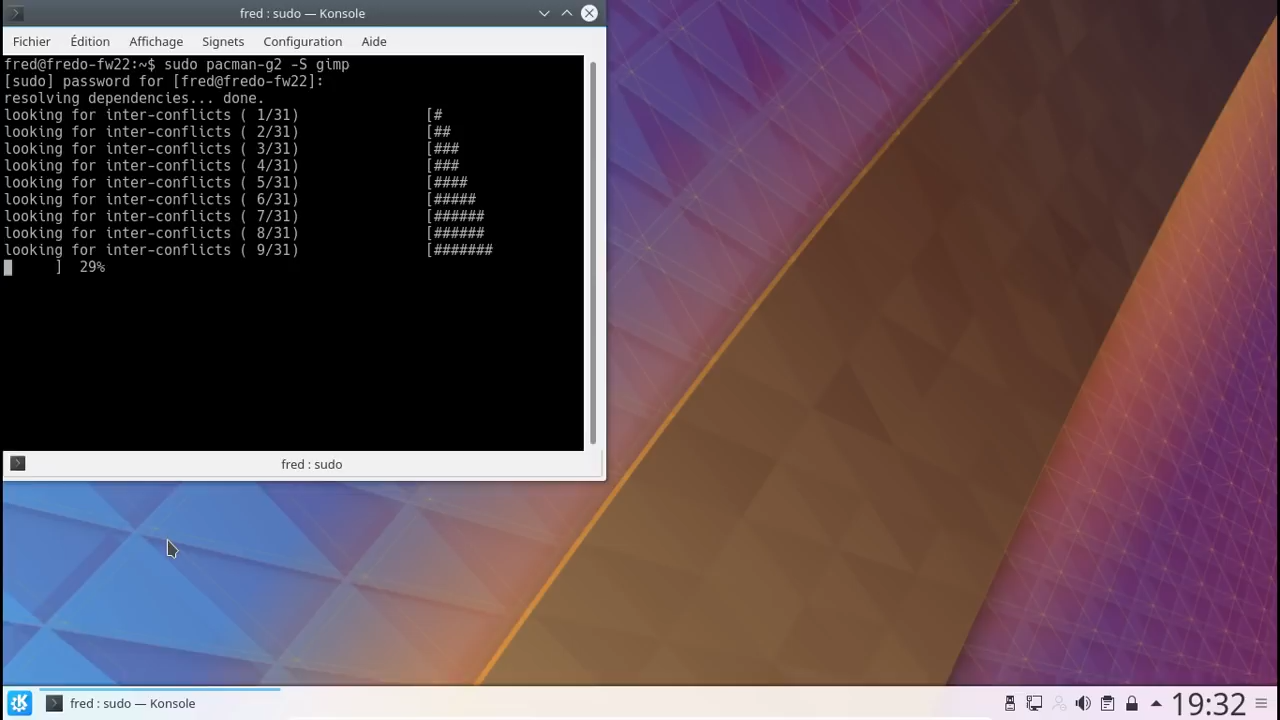 fred : sudo — Konsole
Fichier Édition Affichage Signets Configuration Aide
fred@fredo-fw22:~$ sudo pacman-g2 -S gimp
[sudo] password for [fred@fredo-fw22]:
resolving dependencies... done.
looking for inter-conflicts ( 1/31) [#
looking for inter-conflicts ( 2/31) [##
looking for inter-conflicts ( 3/31) [###
looking for inter-conflicts ( 4/31) [###
looking for inter-conflicts ( 5/31) [####
looking for inter-conflicts ( 6/31) [#####
looking for inter-conflicts ( 7/31) [######
looking for inter-conflicts ( 8/31) [######
looking for inter-conflicts ( 9/31) [#######
] 29%
fred : sudo
fred : sudo — Konsole
19:32